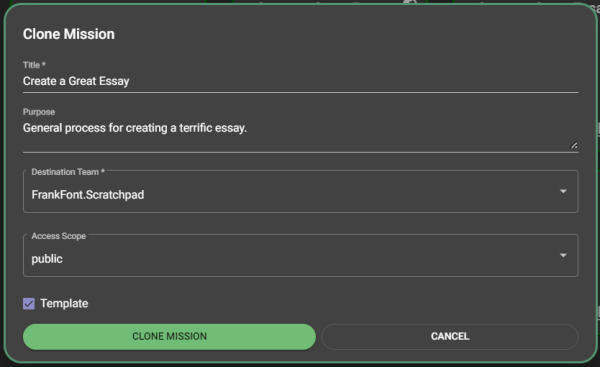 Clone Mission
Title *
Create a Great Essay
Purpose
General process for creating a terrific essay.
Destination Team *
FrankFont.Scratchpad
Access Scope
public
Template
CLONE MISSION
CANCEL